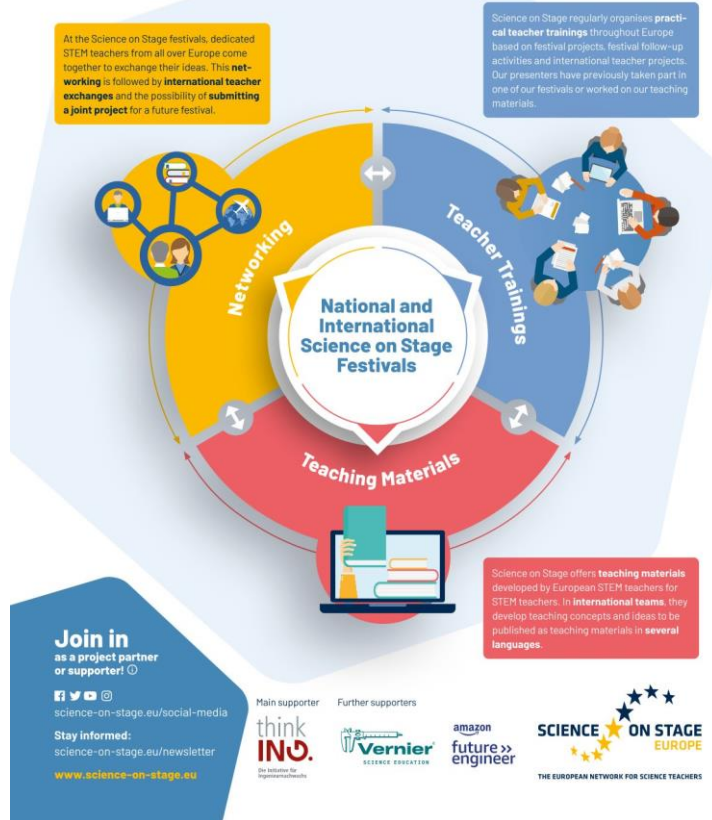 At the Science on Stage festivals, dedicated
STEM teachers from all over Europe come
together to exchange their ideas. This net-
working is followed by international teacher
exchanges and the possibility of submitting
a joint project for a future festival.
Science on Stage regularly organises practi-
cal teacher trainings throughout Europe
based on festival projects, festival follow-up
activities and international teacher projects.
Our presenters have previously taken part in
one of our festivals or worked on our teaching
materials.
Networking
Teacher Trainings
National and
International
Science on Stage
Festivals
Teaching Materials
Science on Stage offers teaching materials
developed by European STEM teachers for
STEM teachers. In international teams, they
develop teaching concepts and ideas to be
published as teaching materials in several
languages.
Join in
as a project partner
or supporter!
science-on-stage.eu/social-media
Stay informed:
science-on-stage.eu/newsletter
www.science-on-stage.eu
Main supporter
think
ING.
Die Initiative für
Ingenieurnachwuchs
Further supporters
Vernier
SCIENCE EDUCATION
amazon
future »
engineer
SCIENCE ON STAGE
EUROPE
THE EUROPEAN NETWORK FOR SCIENCE TEACHERS